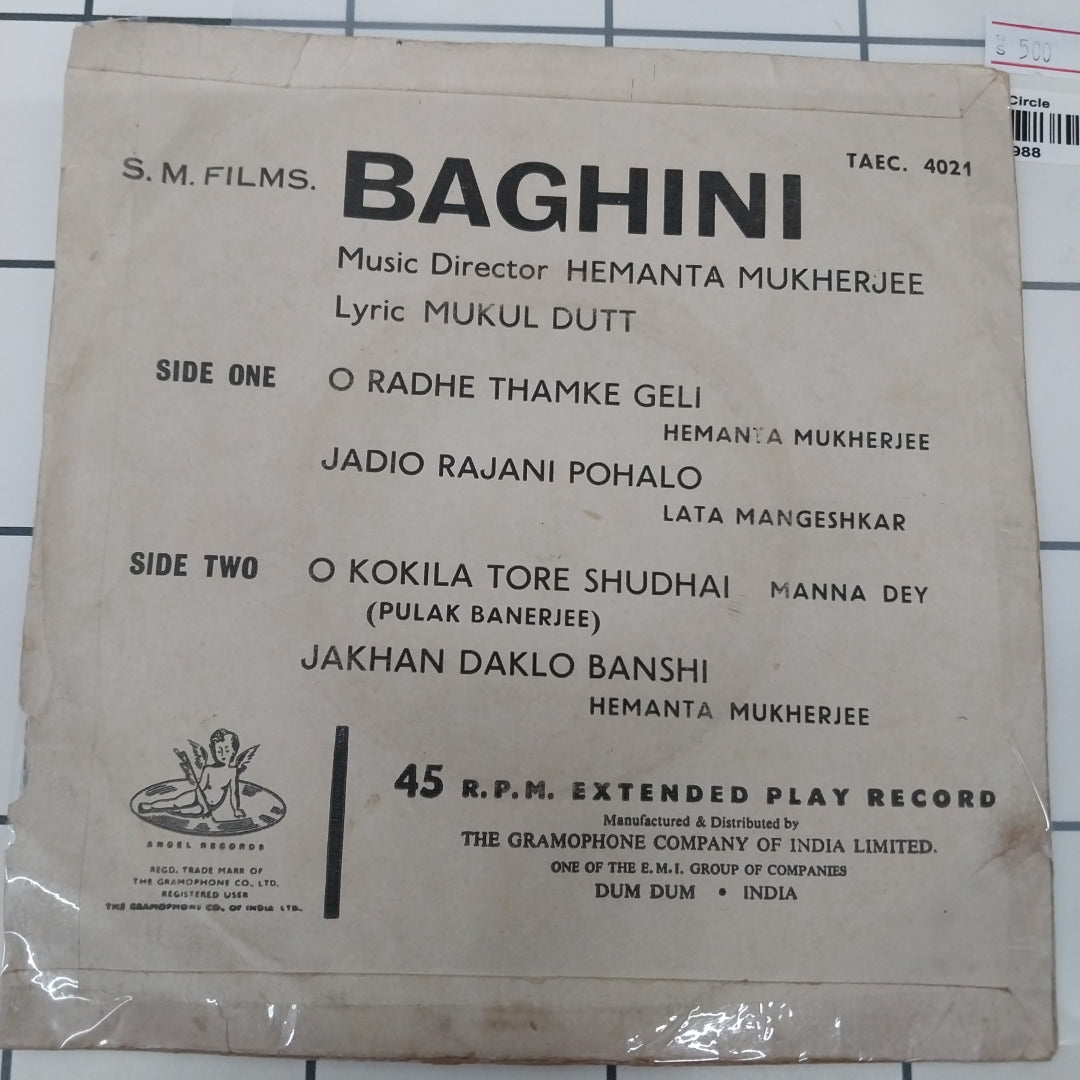 S 500
Circle
988
TAEC. 4021
S. M. FILMS. BAGHINI
Music Director HEMANTA MUKHERJEE
Lyric MUKUL DUTT
SIDE ONE O RADHE THAMKE GELI
HEMANTA MUKHERJEE
JADIO RAJANI POHALO
LATA MANGESHKAR
SIDE TWO O KOKILA TORE SHUDHAI MANNA DEY
(PULAK BANERJEE)
JAKHAN DAKLO BANSHI
HEMANTA MUKHERJEE
ANGEL RECORDS
REGD. TRADE MARK OF
THE GRAMOPHONE CO., LTD.
REGISTERED USER
THE GRAMOPHONE CO., OF INDIA LTD.
45 R.P.M. EXTENDED PLAY RECORD
Manufactured & Distributed by
THE GRAMOPHONE COMPANY OF INDIA LIMITED.
ONE OF THE E.M.I. GROUP OF COMPANIES
DUM DUM • INDIA